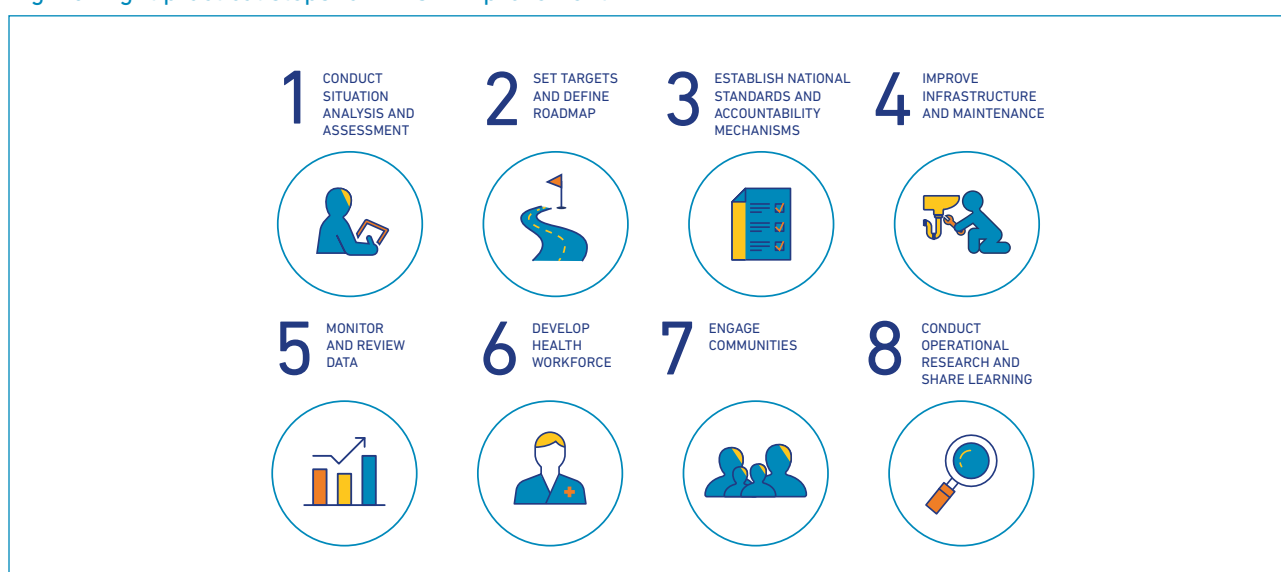 1 CONDUCT
SITUATION
ANALYSIS AND
ASSESSMENT
2 SET TARGETS
AND DEFINE
ROADMAP
3 ESTABLISH NATIONAL
STANDARDS AND
ACCOUNTABILITY
MECHANISMS
4 IMPROVE
INFRASTRUCTURE
AND MAINTENANCE
5 MONITOR
AND REVIEW
DATA
6 DEVELOP
HEALTH
WORKFORCE
7 ENGAGE
COMMUNITIES
8 CONDUCT
OPERATIONAL
RESEARCH AND
SHARE LEARNING